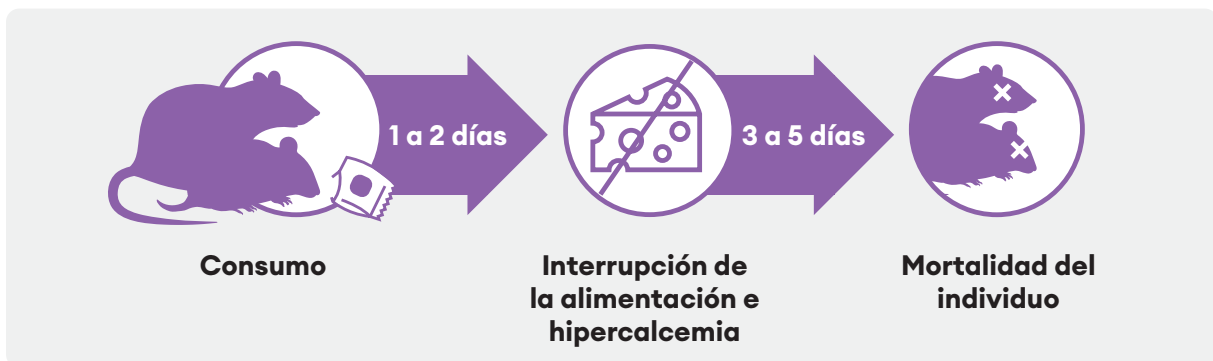 1 a 2 días
3 a 5 días
Consumo
Interrupción de
la alimentación e
hipercalcemia
Mortalidad del
individuo